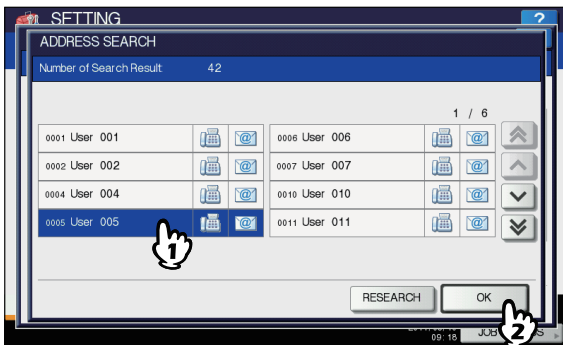 SETTING
?
ADDRESS SEARCH
Number of Search Result 42
1 / 6
0001 User 001
0006 User 006
0002 User 002
0007 User 007
0004 User 004
0010 User 010
0005 User 005
0011 User 011
1
RESEARCH
OK
2
09: 18
JOB